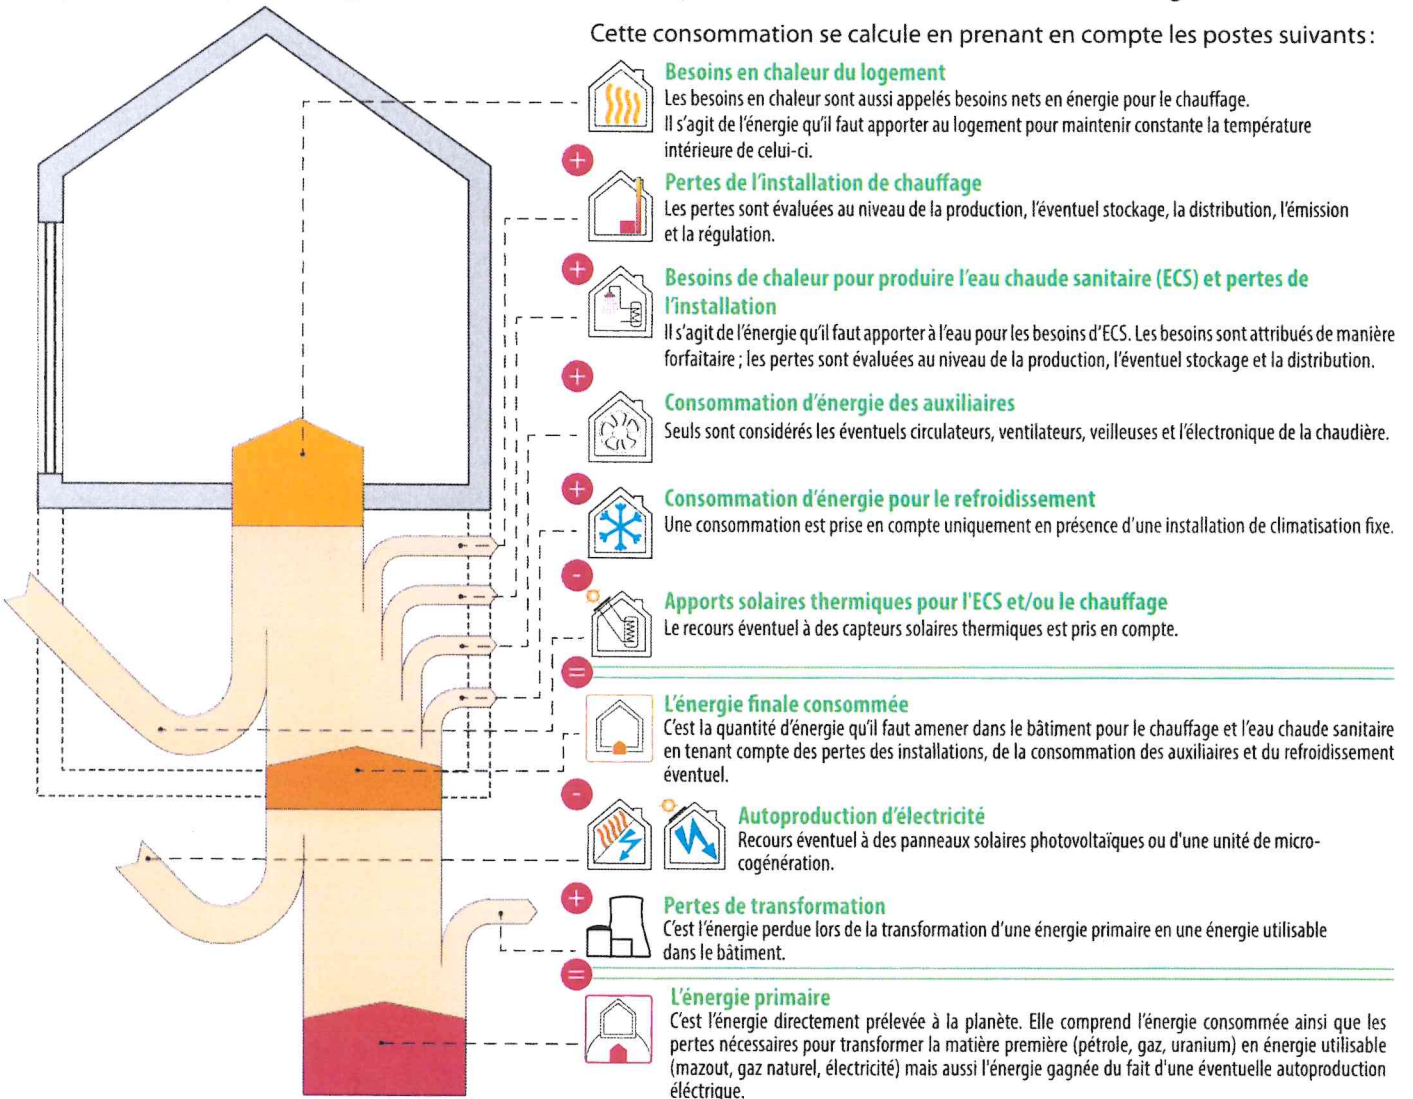 Cette consommation se calcule en prenant en compte les postes suivants :
Besoins en chaleur du logement
Les besoins en chaleur sont aussi appelés besoins nets en énergie pour le chauffage.
Il s'agit de l'énergie qu'il faut apporter au logement pour maintenir constante la température
intérieure de celui-ci.
+
Pertes de l'installation de chauffage
Les pertes sont évaluées au niveau de la production, l'éventuel stockage, la distribution, l'émission
et la régulation.
+
Besoins de chaleur pour produire l'eau chaude sanitaire (ECS) et pertes de
l'installation
Il s'agit de l'énergie qu'il faut apporter à l'eau pour les besoins d'ECS. Les besoins sont attribués de manière
forfaitaire ; les pertes sont évaluées au niveau de la production, l'éventuel stockage et la distribution.
+
Consommation d'énergie des auxiliaires
Seuls sont considérés les éventuels circulateurs, ventilateurs, veilleuses et l'électronique de la chaudière.
+
Consommation d'énergie pour le refroidissement
Une consommation est prise en compte uniquement en présence d'une installation de climatisation fixe.
-
Apports solaires thermiques pour l'ECS et/ou le chauffage
Le recours éventuel à des capteurs solaires thermiques est pris en compte.
=
L'énergie finale consommée
C'est la quantité d'énergie qu'il faut amener dans le bâtiment pour le chauffage et l'eau chaude sanitaire
en tenant compte des pertes des installations, de la consommation des auxiliaires et du refroidissement
éventuel.
-
Autoproduction d'électricité
Recours éventuel à des panneaux solaires photovoltaïques ou d'une unité de micro-
cogénération.
+
Pertes de transformation
C'est l'énergie perdue lors de la transformation d'une énergie primaire en une énergie utilisable
dans le bâtiment.
=
L'énergie primaire
C'est l'énergie directement prélevée à la planète. Elle comprend l'énergie consommée ainsi que les
pertes nécessaires pour transformer la matière première (pétrole, gaz, uranium) en énergie utilisable
(mazout, gaz naturel, électricité) mais aussi l'énergie gagnée du fait d'une éventuelle autoproduction
éléctrique.